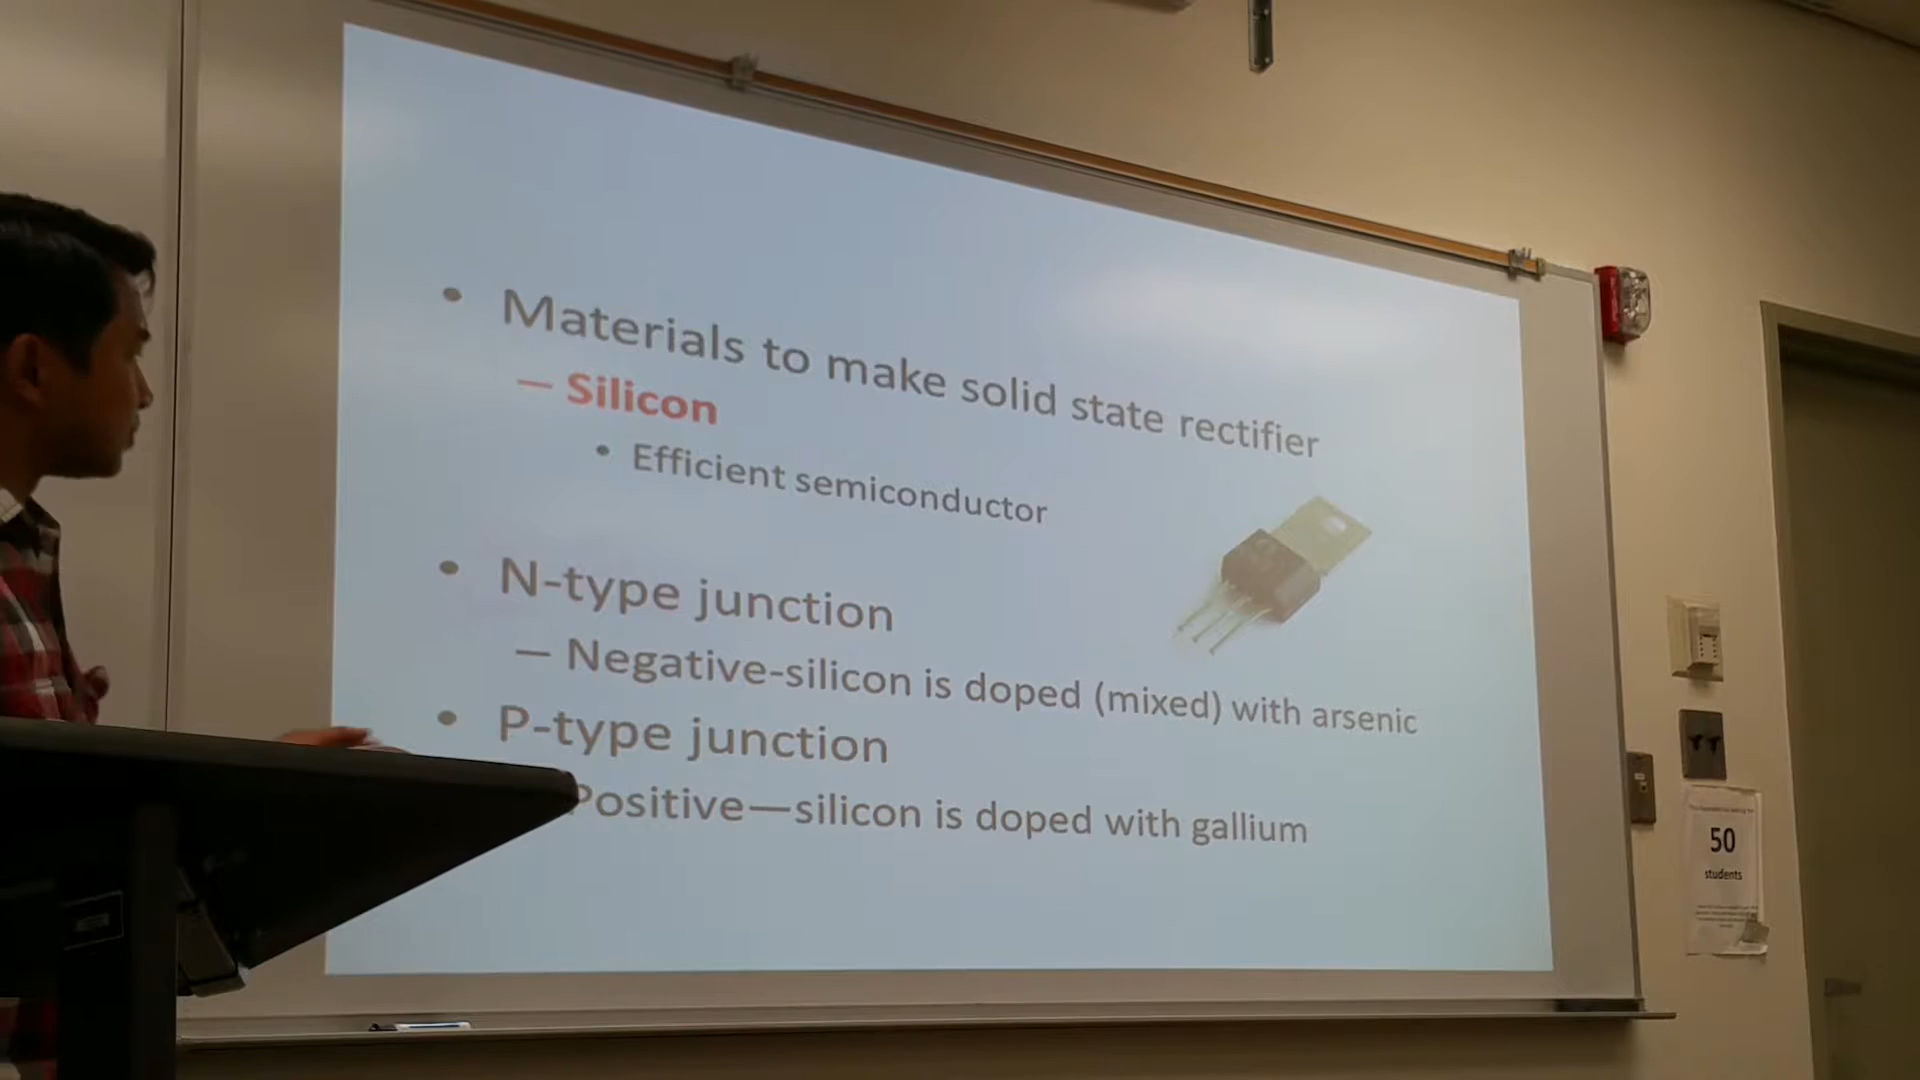 • Materials to make solid state rectifier
— Silicon
• Efficient semiconductor
• N-type junction
— Negative-silicon is doped (mixed) with arsenic
• P-type junction
Positive—silicon is doped with gallium
50
students